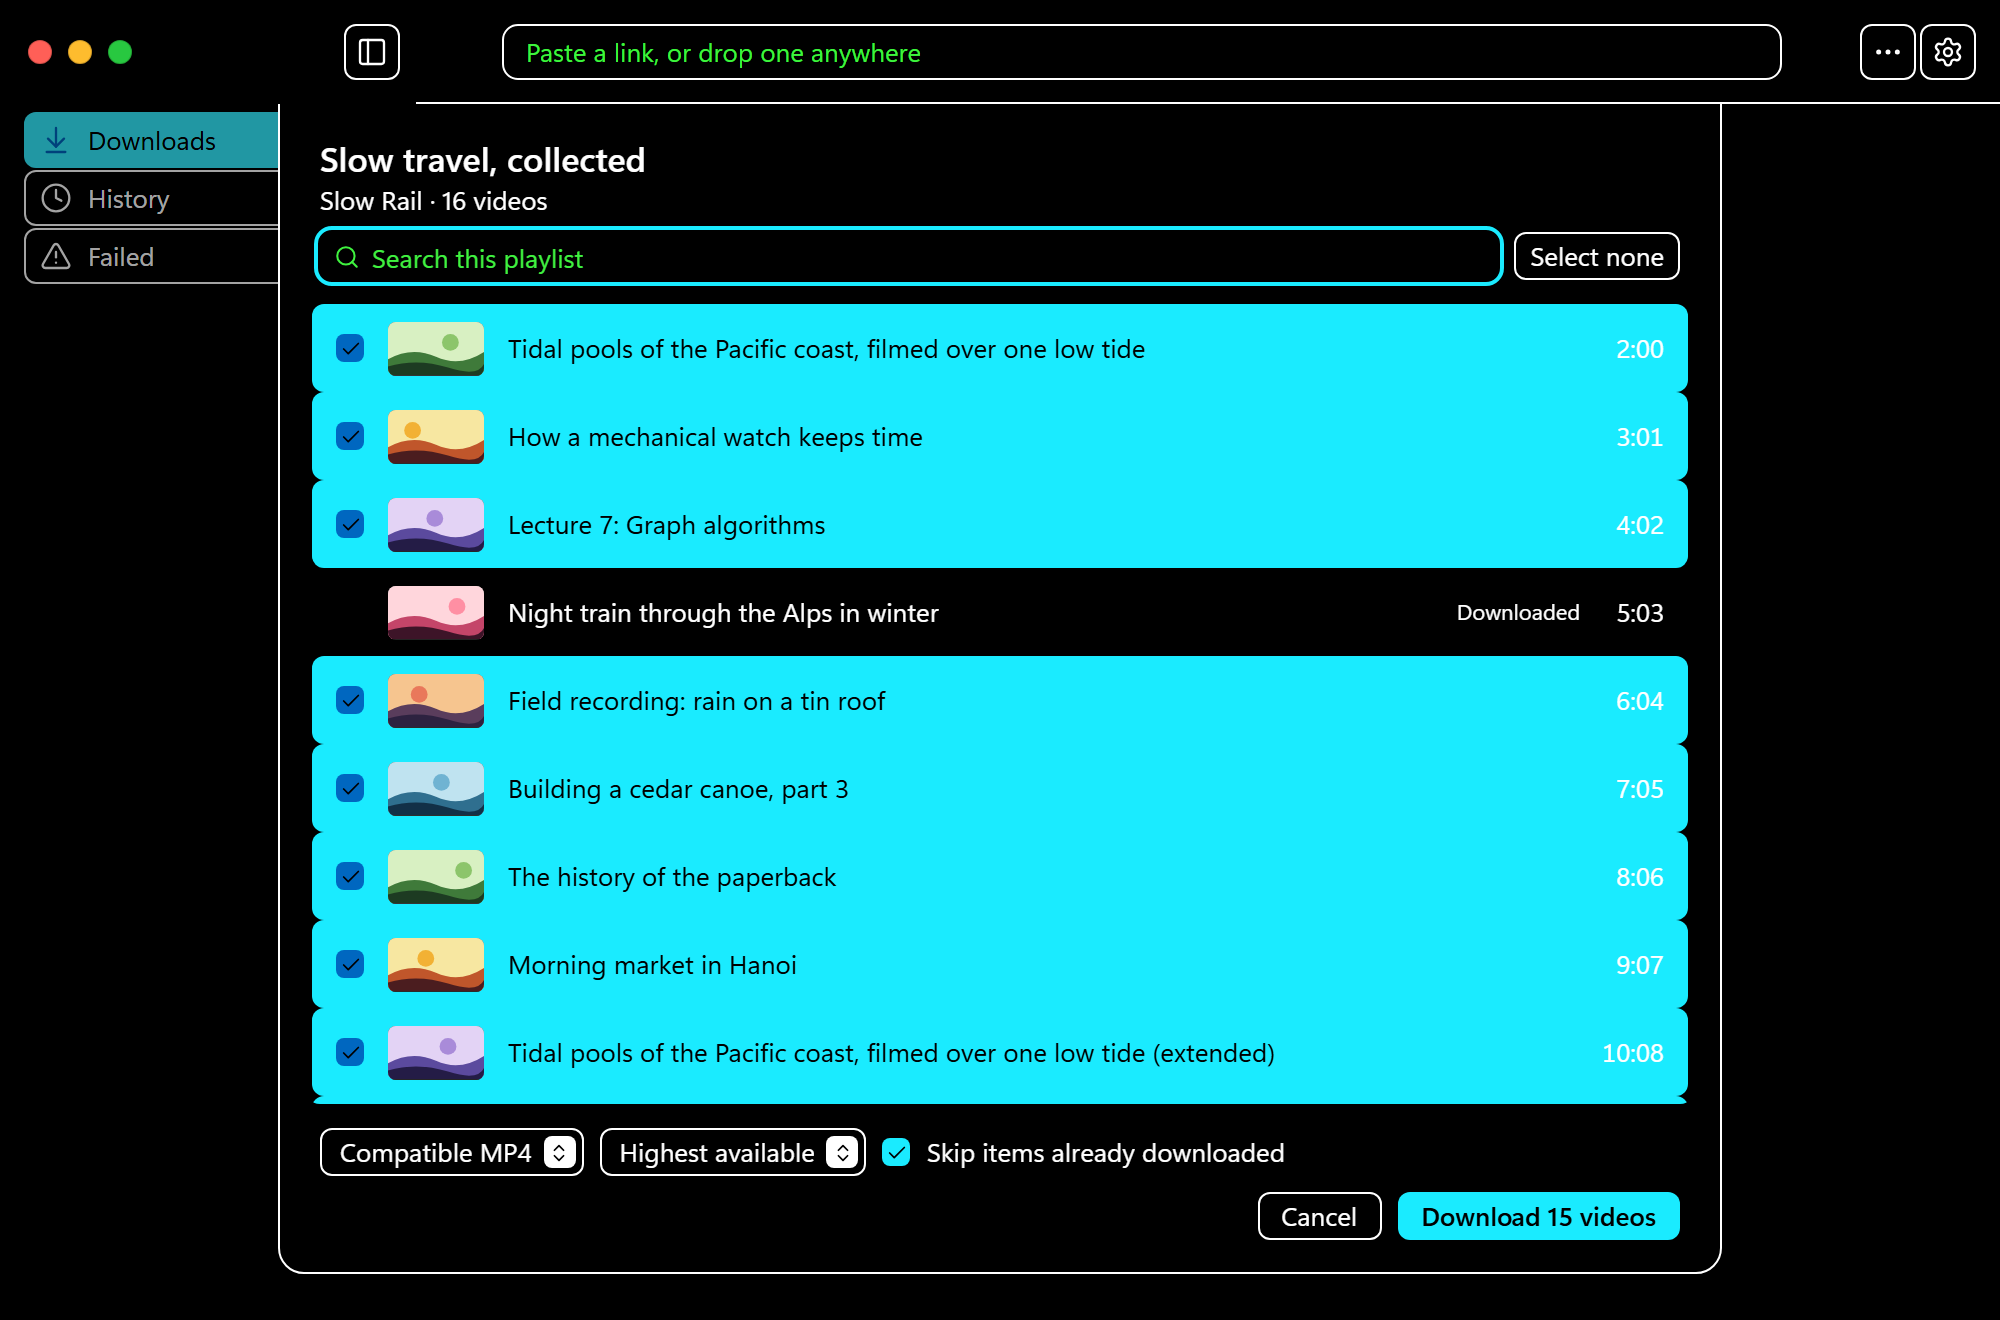 Paste a link, or drop one anywhere
Downloads
History
Failed
Slow travel, collected
Slow Rail · 16 videos
Search this playlist
Select none
Tidal pools of the Pacific coast, filmed over one low tide 2:00
How a mechanical watch keeps time 3:01
Lecture 7: Graph algorithms 4:02
Night train through the Alps in winter Downloaded 5:03
Field recording: rain on a tin roof 6:04
Building a cedar canoe, part 3 7:05
The history of the paperback 8:06
Morning market in Hanoi 9:07
Tidal pools of the Pacific coast, filmed over one low tide (extended) 10:08
Compatible MP4 Highest available Skip items already downloaded
Cancel Download 15 videos